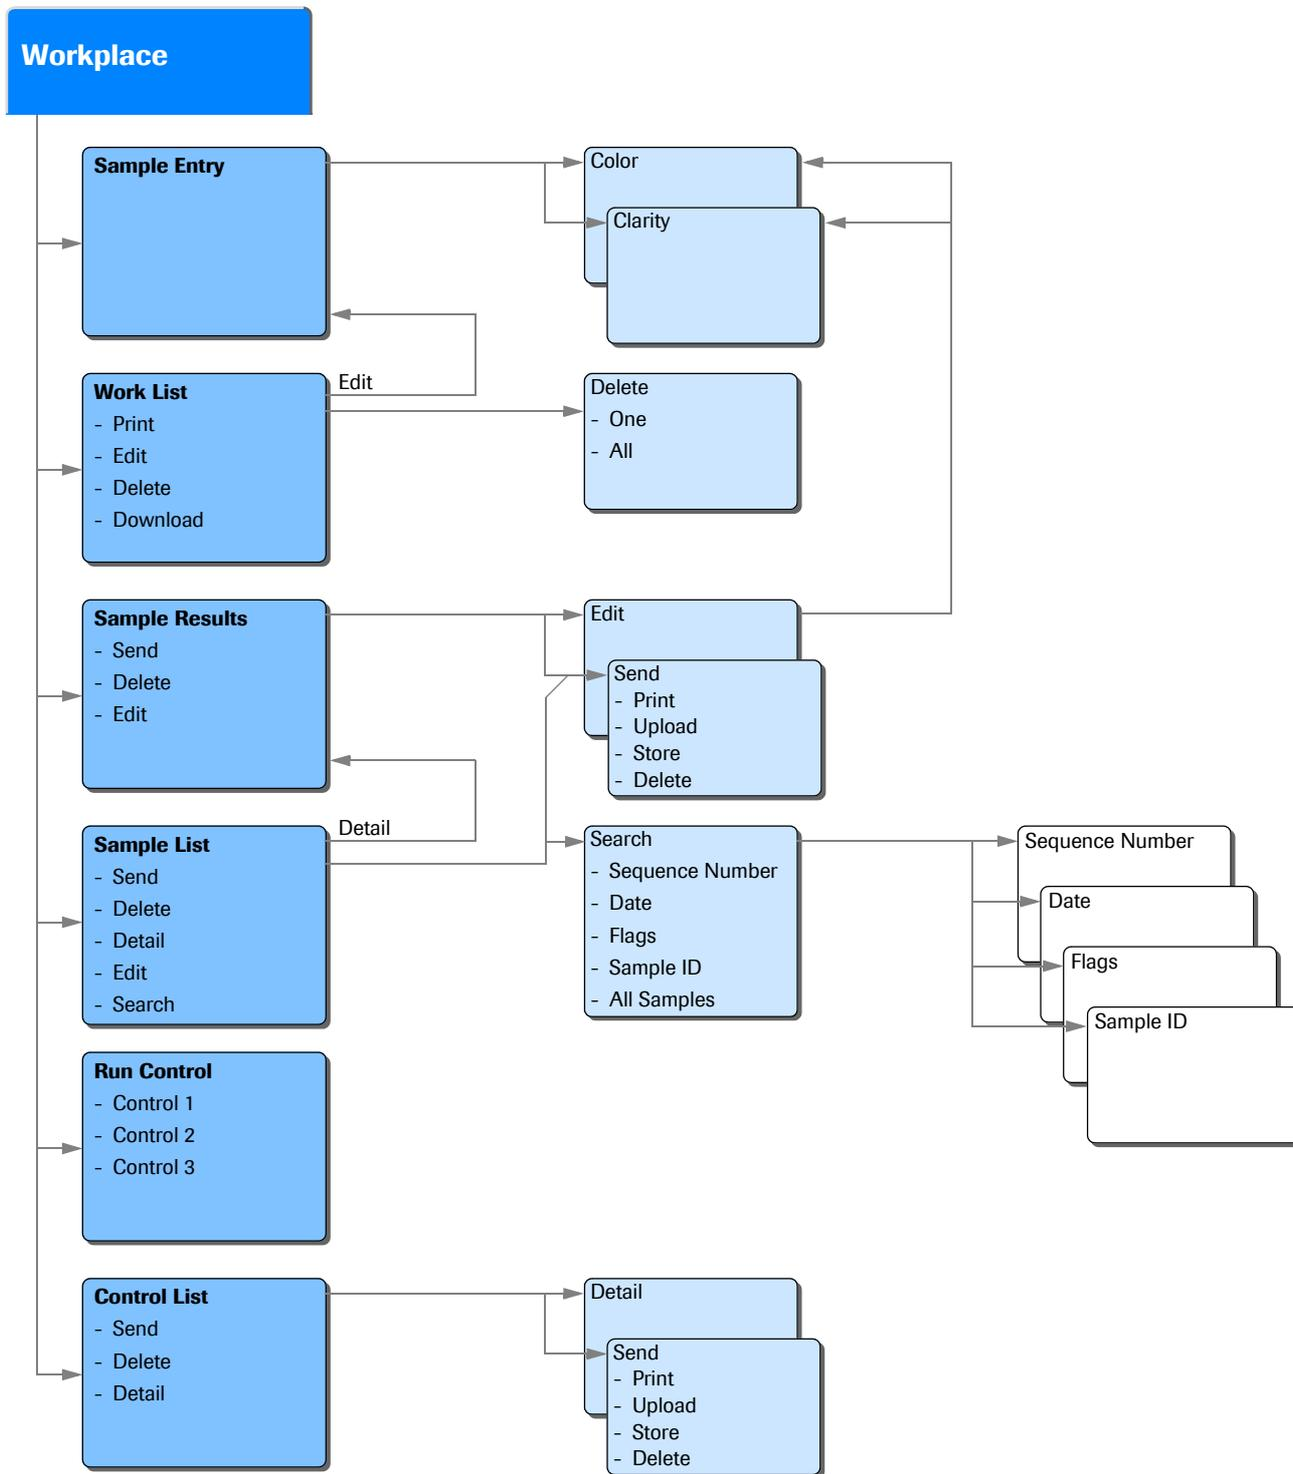 Workplace
Sample Entry
Color
Clarity
Edit
Work List
- Print
- Edit
- Delete
- Download
Delete
- One
- All
Sample Results
- Send
- Delete
- Edit
Edit
Send
- Print
- Upload
- Store
- Delete
Detail
Sample List
- Send
- Delete
- Detail
- Edit
- Search
Search
- Sequence Number
- Date
- Flags
- Sample ID
- All Samples
Sequence Number
Date
Flags
Sample ID
Run Control
- Control 1
- Control 2
- Control 3
Control List
- Send
- Delete
- Detail
Detail
Send
- Print
- Upload
- Store
- Delete